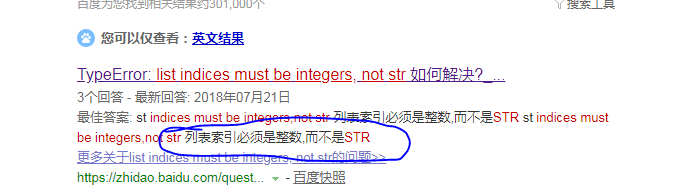 百度为您找到相关结果约301,000个 搜索工具
您可以仅查看：英文结果
TypeError: list indices must be integers, not str 如何解决?_...
3个回答 - 最新回答: 2018年07月21日
最佳答案: st indices must be integers,not str 列表索引必须是整数,而不是STR st indices must
be integers,not str 列表索引必须是整数,而不是STR
更多关于list indices must be integers, not str的问题>>
https://zhidao.baidu.com/quest... - 百度快照